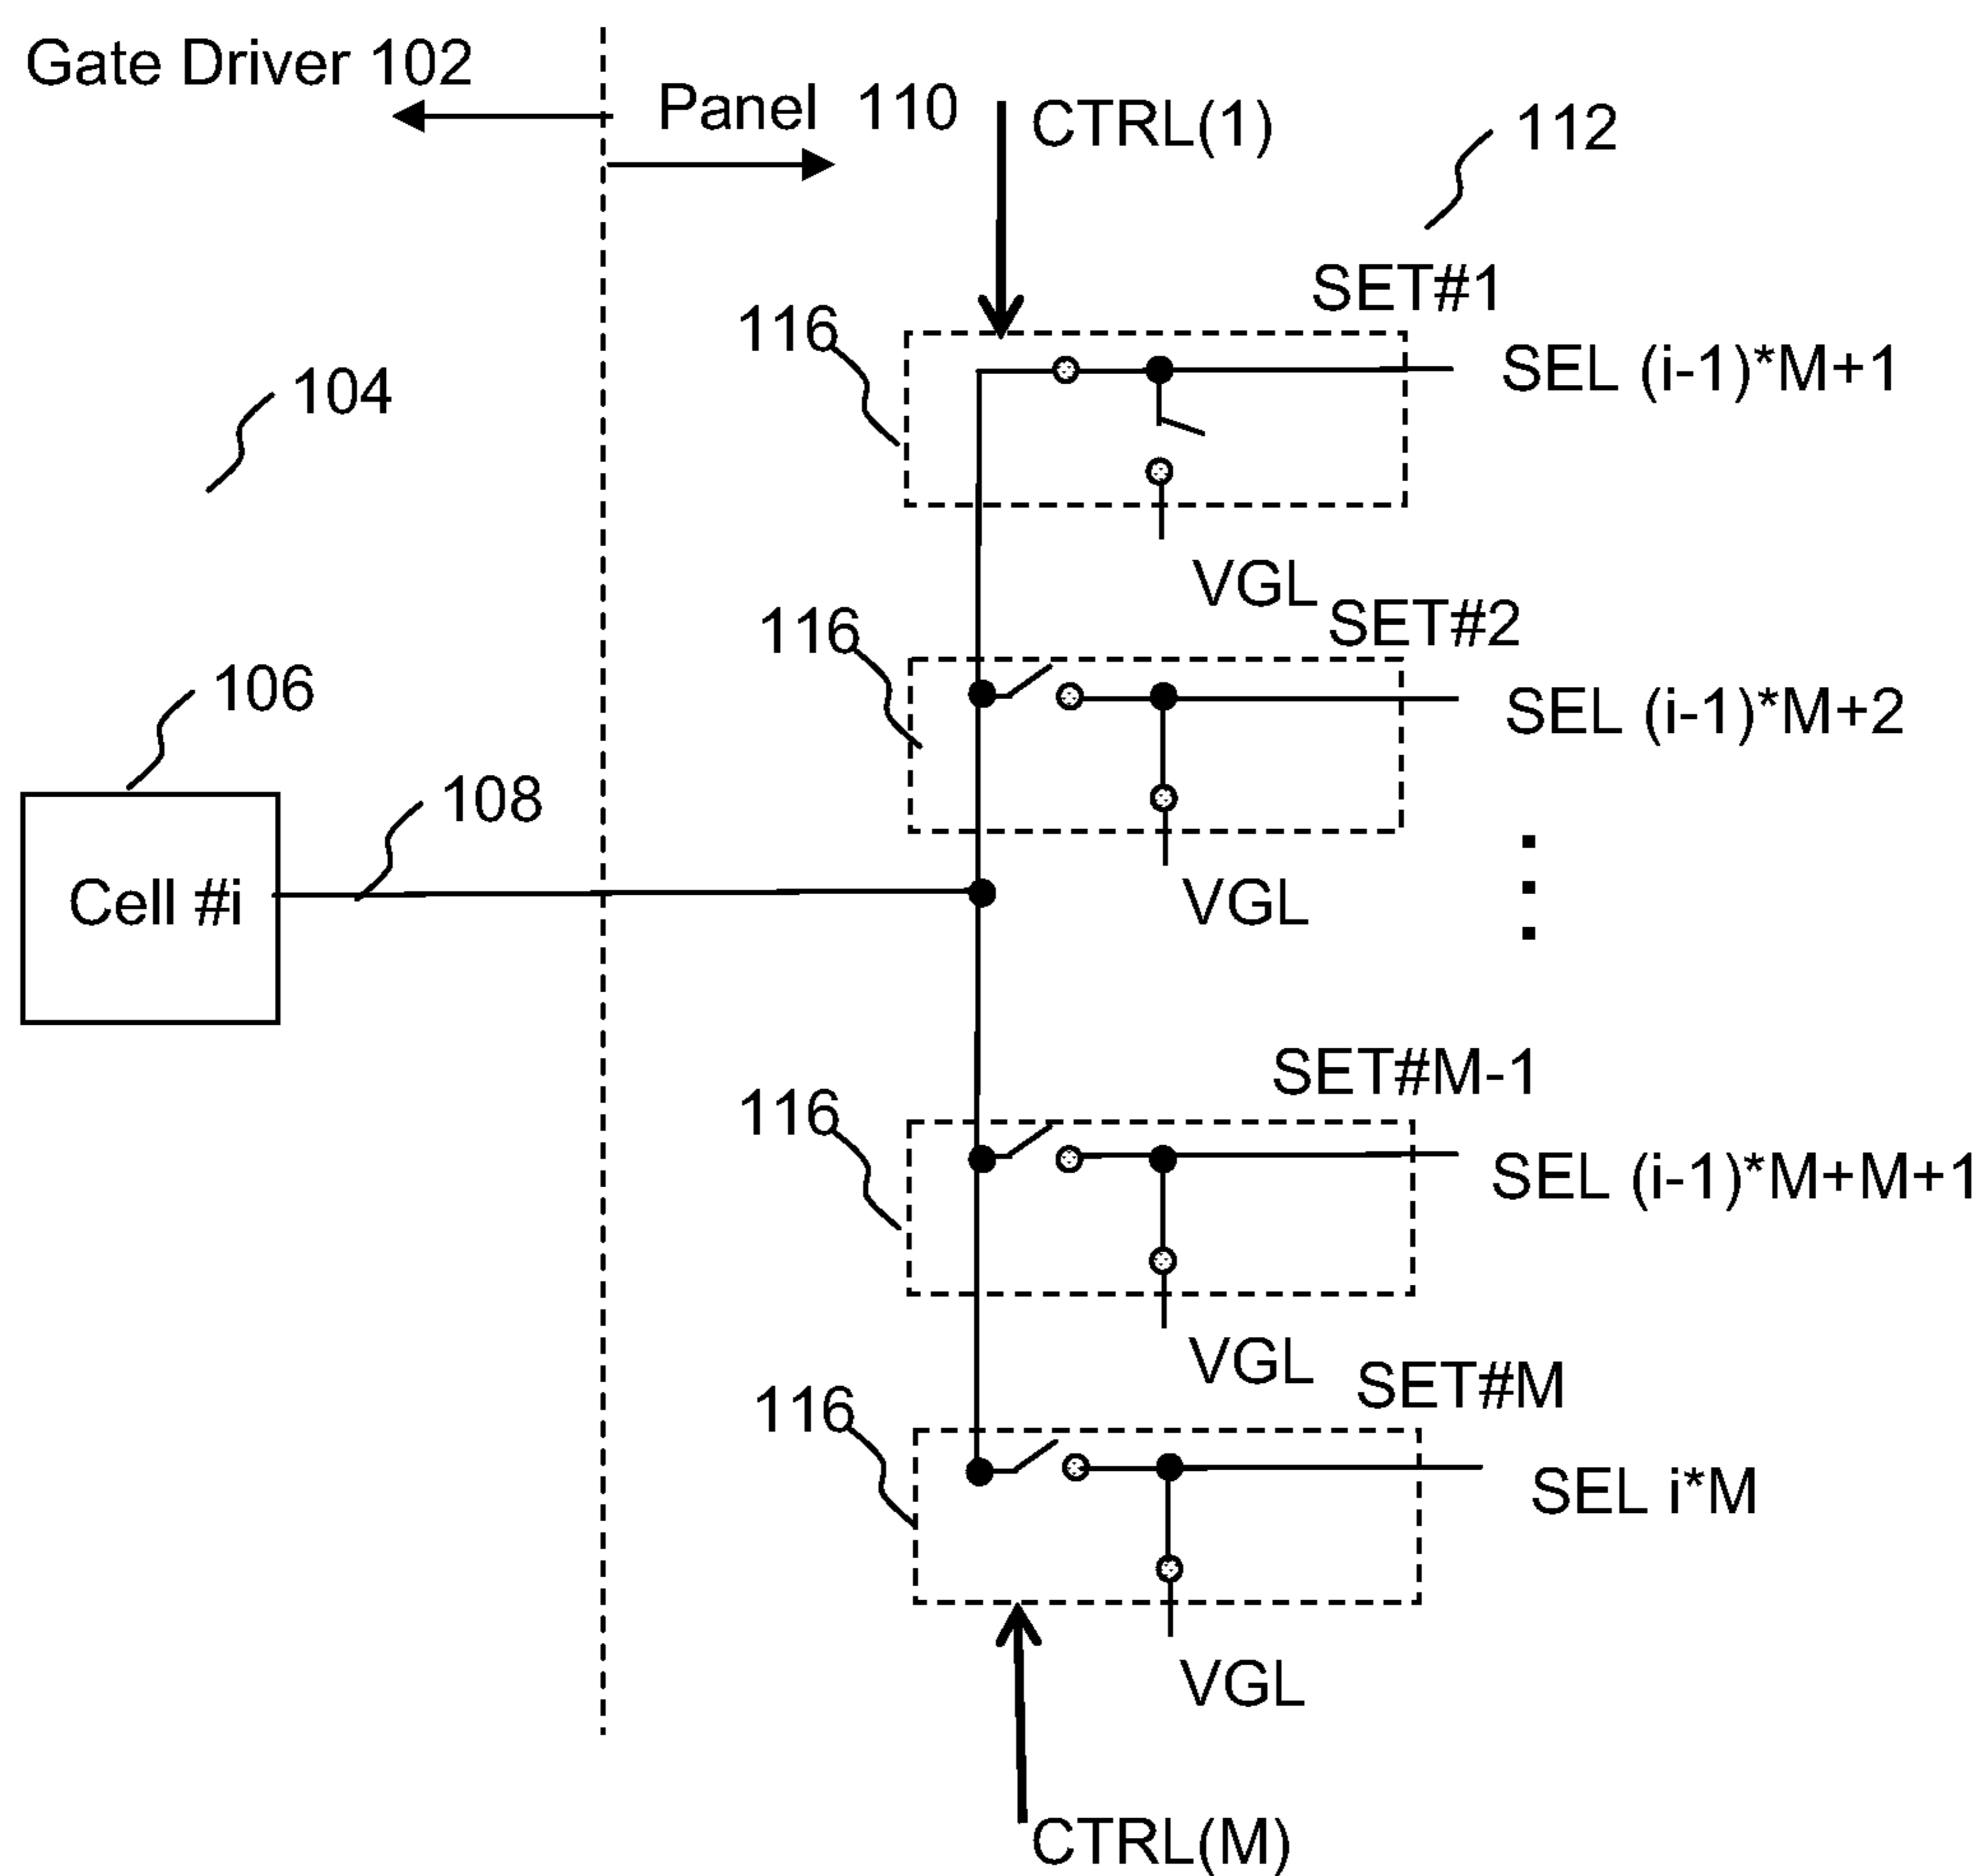 Gate Driver 102
Panel 110
CTRL(1)
112
SET#1
116
SEL (i-1)*M+1
104
VGL
SET#2
116
SEL (i-1)*M+2
106
108
Cell #i
VGL
SET#M-1
116
SEL (i-1)*M+M+1
VGL
SET#M
116
SEL i*M
VGL
CTRL(M)